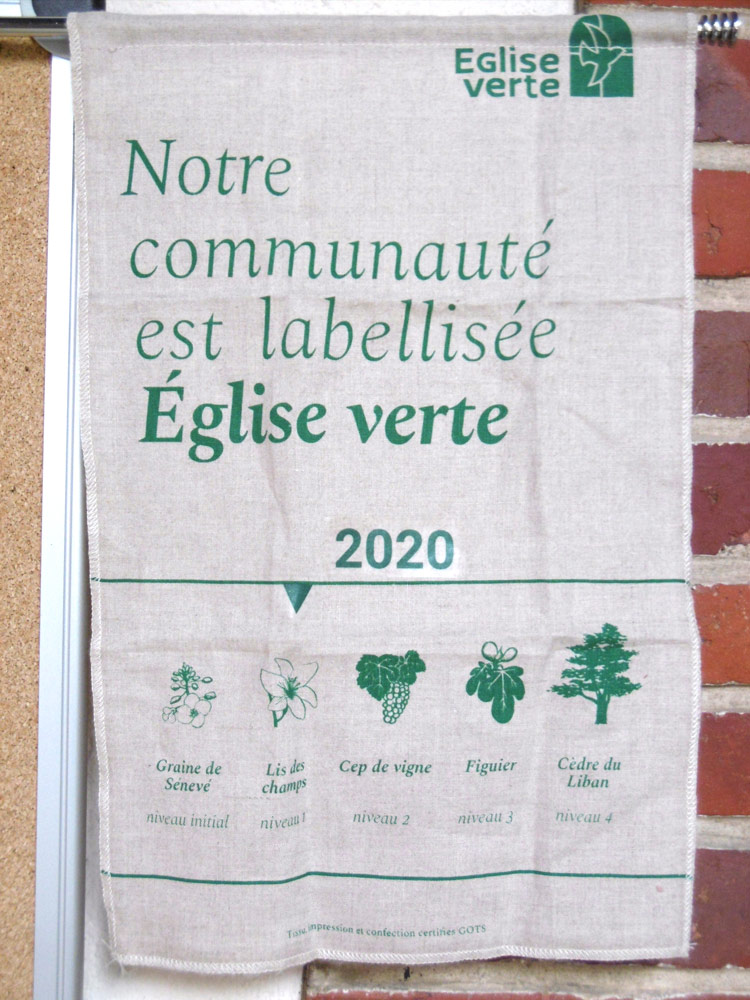 Eglise
verte
Notre
communauté
est labellisée
Église verte
2020
Graine de
Sénevé
niveau initial
Lis des
champs
niveau 1
Cep de vigne
niveau 2
Figuier
niveau 3
Cèdre du
Liban
niveau 4
Tissu, impression et confection certifiés GOTS